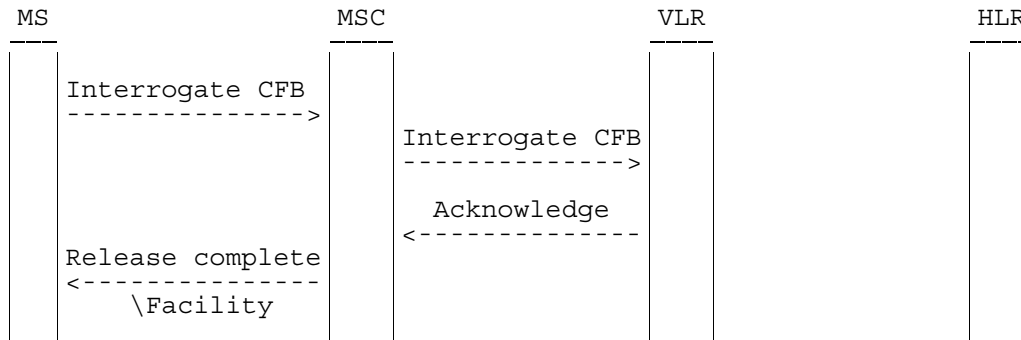 MS MSC VLR HLR
Interrogate CFB
--------------->
Interrogate CFB
-------------->
Acknowledge
<--------------
Release complete
<---------------
\Facility